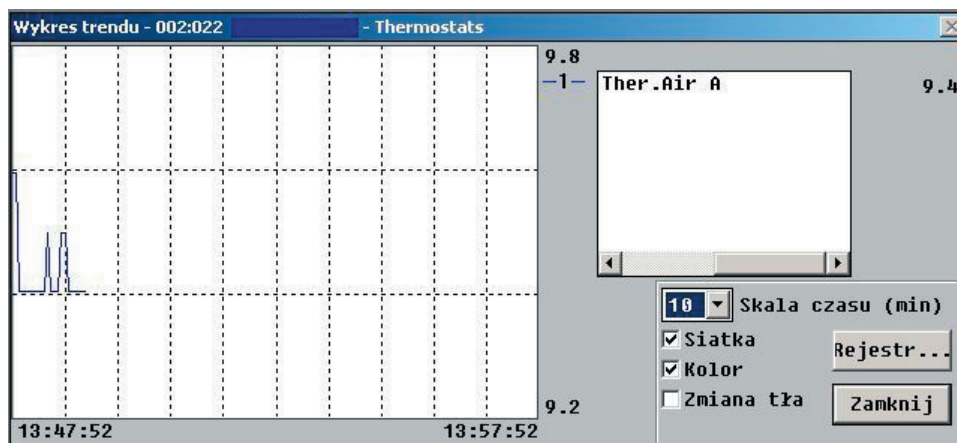 Wykres trendu - 002:022 - Thermostats
9.8
1
Ther.Air A
9.4
10 Skala czasu (min)
Siatka
Rejestr...
Kolor
Zmiana tła
Zamknij
9.2
13:47:52
13:57:52